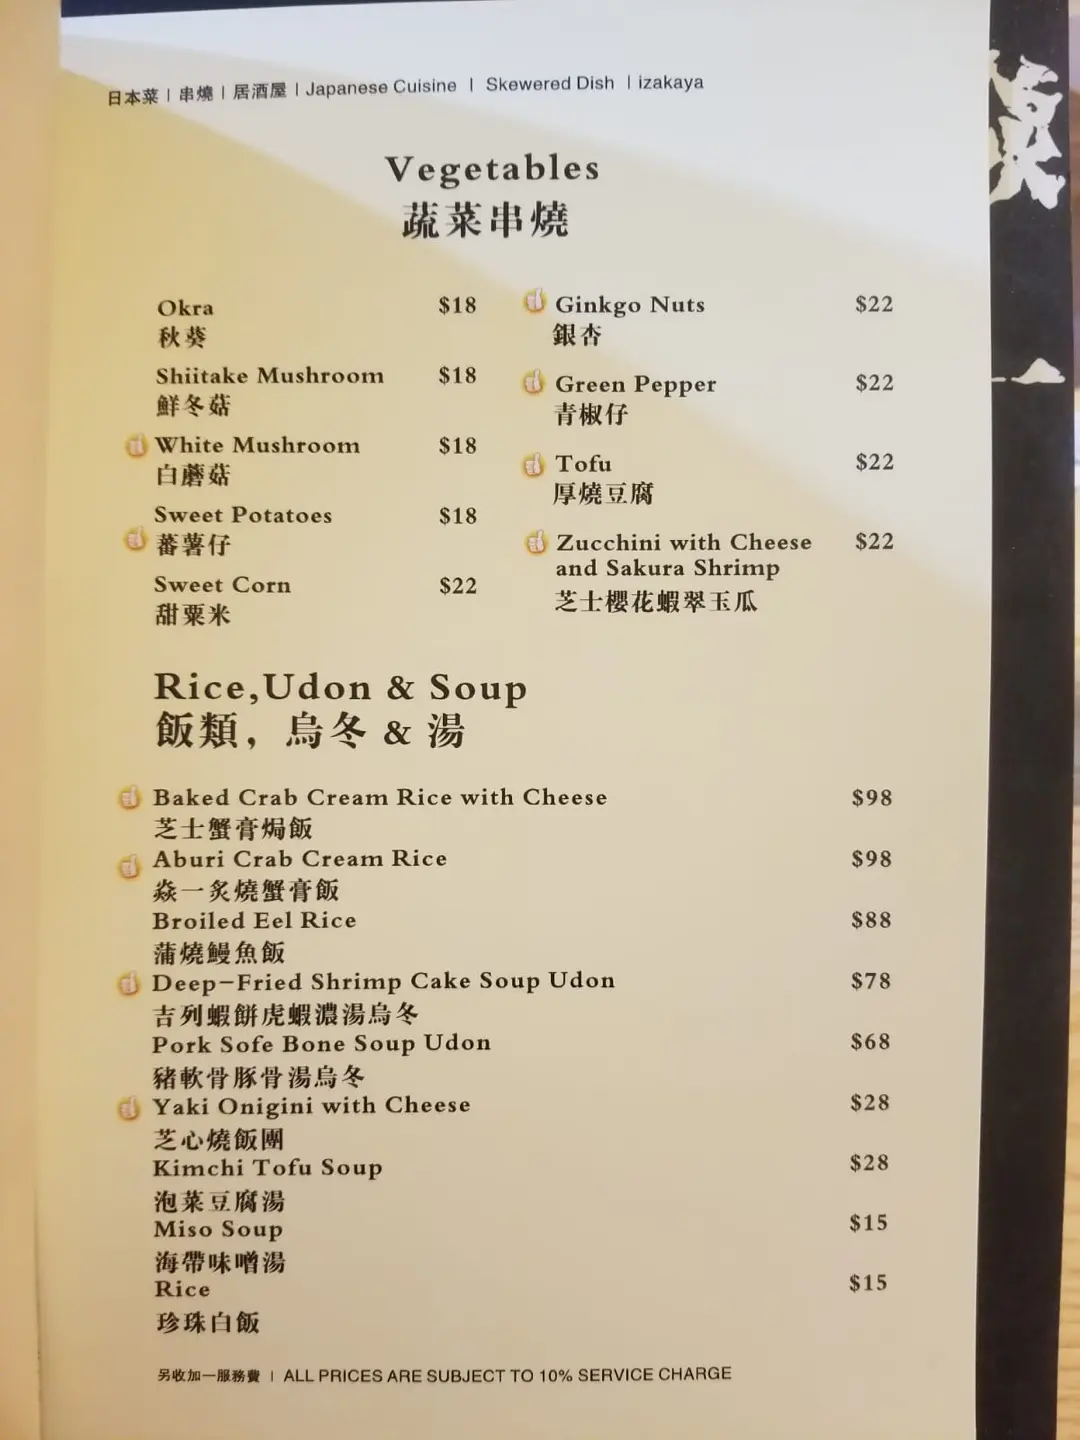 日本菜 | 串燒 | 居酒屋 | Japanese Cuisine | Skewered Dish | izakaya
Vegetables
蔬菜串燒
Okra $18
秋葵
Shiitake Mushroom $18
鮮冬菇
White Mushroom $18
白蘑菇
Sweet Potatoes $18
蕃薯仔
Sweet Corn $22
甜粟米
Ginkgo Nuts $22
銀杏
Green Pepper $22
青椒仔
Tofu $22
厚燒豆腐
Zucchini with Cheese $22
and Sakura Shrimp
芝士櫻花蝦翠玉瓜
Rice,Udon & Soup
飯類，烏冬 & 湯
Baked Crab Cream Rice with Cheese $98
芝士蟹膏焗飯
Aburi Crab Cream Rice $98
焱一炙燒蟹膏飯
Broiled Eel Rice $88
蒲燒鰻魚飯
Deep-Fried Shrimp Cake Soup Udon $78
吉列蝦餅虎蝦濃湯烏冬
Pork Sofe Bone Soup Udon $68
豬軟骨豚骨湯烏冬
Yaki Onigini with Cheese $28
芝心燒飯團
Kimchi Tofu Soup $28
泡菜豆腐湯
Miso Soup $15
海帶味噌湯
Rice $15
珍珠白飯
另收加一服務費 | ALL PRICES ARE SUBJECT TO 10% SERVICE CHARGE